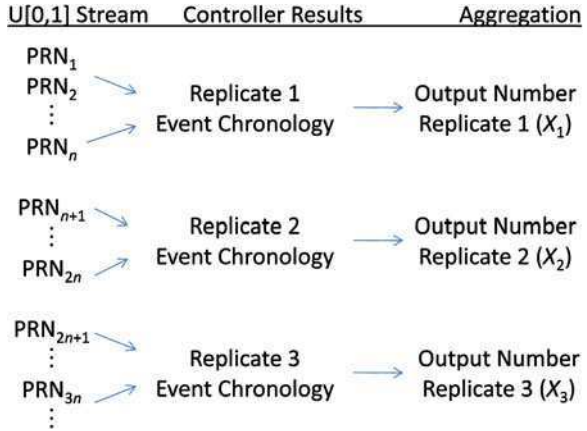 U[0,1] Stream Controller Results Aggregation
PRN₁
PRN₂
⋮
PRNₙ
Replicate 1
Event Chronology
Output Number
Replicate 1 (X₁)
PRNₙ₊₁
⋮
PRN₂ₙ
Replicate 2
Event Chronology
Output Number
Replicate 2 (X₂)
PRN₂ₙ₊₁
⋮
PRN₃ₙ
⋮
Replicate 3
Event Chronology
Output Number
Replicate 3 (X₃)